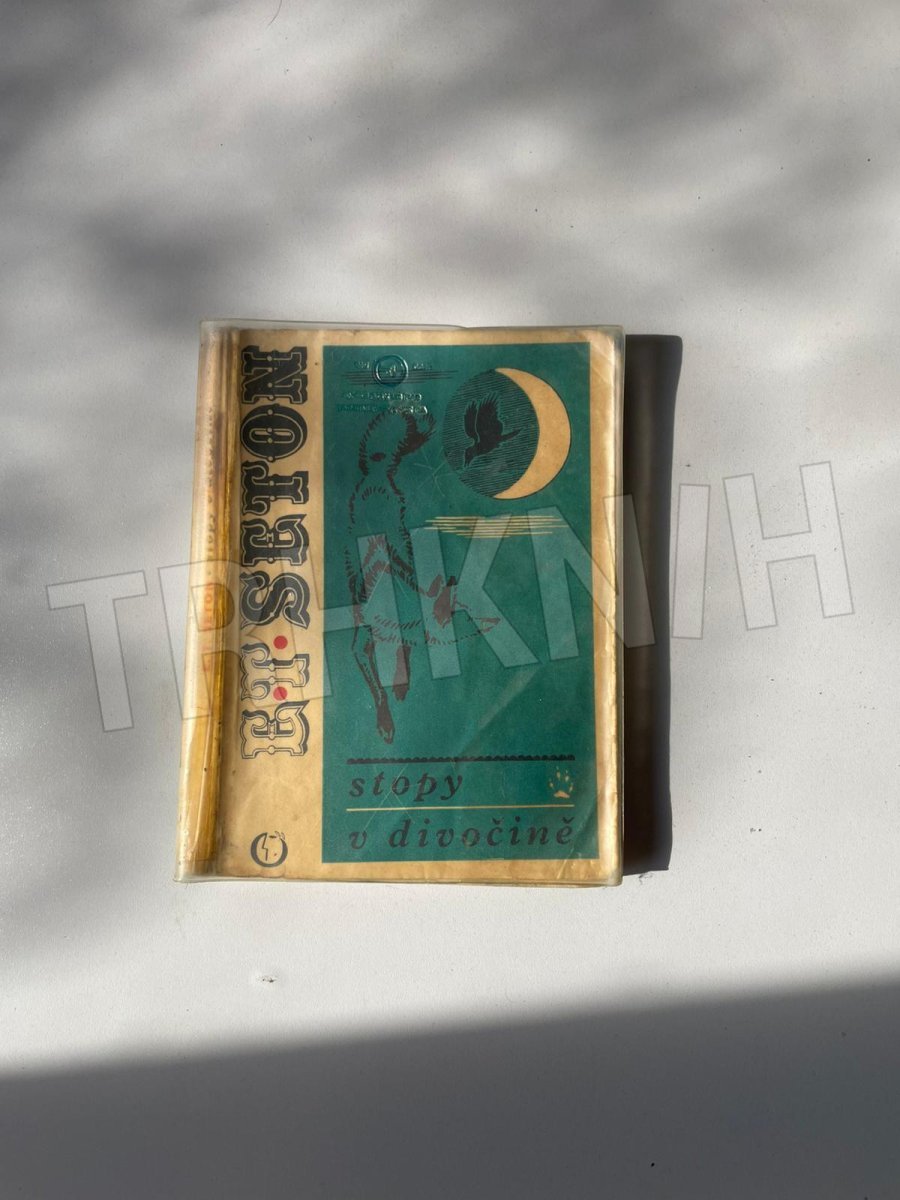 E.T. SETON
stopy
v divočině
TRHKNIH